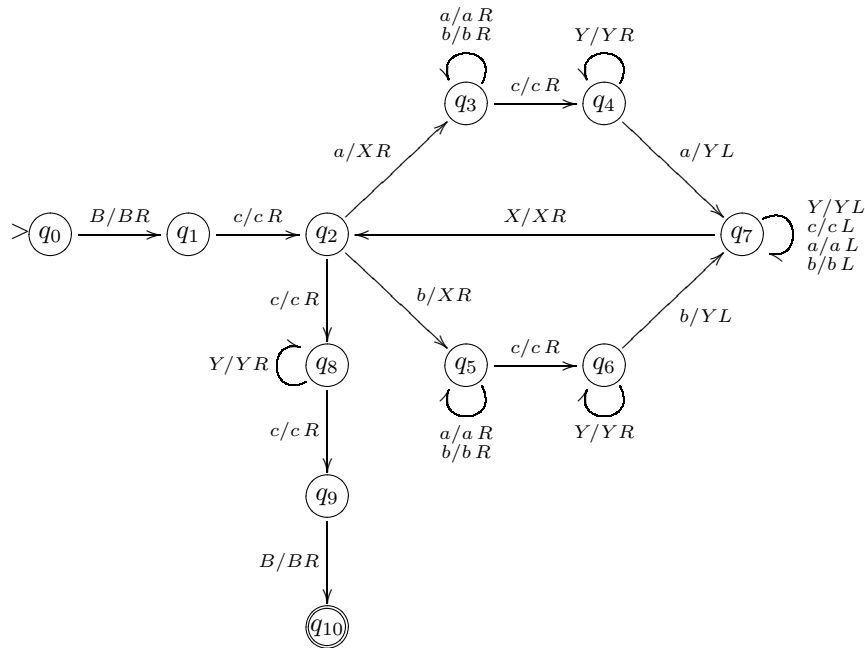 a/a R
b/b R
Y/Y R
q3
c/c R
q4
a/X R
a/Y L
>
q0
B/B R
q1
c/c R
q2
X/X R
q7
Y/Y L
c/c L
a/a L
b/b L
c/c R
b/X R
b/Y L
Y/Y R
q8
q5
c/c R
q6
a/a R
b/b R
Y/Y R
c/c R
q9
B/B R
q10